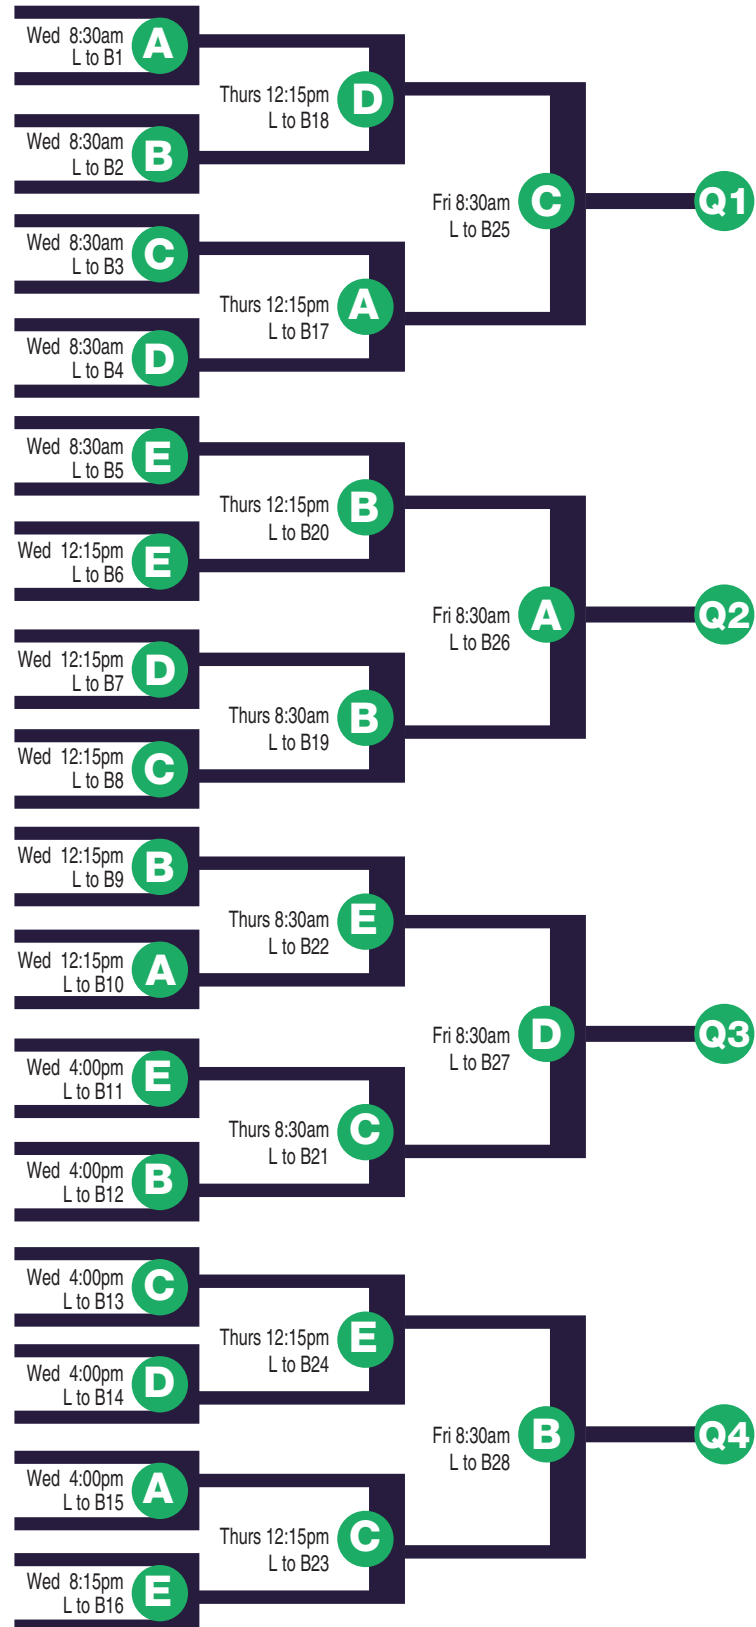 Wed 8:30am
L to B1
A
Thurs 12:15pm
L to B18
D
Wed 8:30am
L to B2
B
Fri 8:30am
L to B25
C
Q1
Wed 8:30am
L to B3
C
Thurs 12:15pm
L to B17
A
Wed 8:30am
L to B4
D
Wed 8:30am
L to B5
E
Thurs 12:15pm
L to B20
B
Wed 12:15pm
L to B6
E
Fri 8:30am
L to B26
A
Q2
Wed 12:15pm
L to B7
D
Thurs 8:30am
L to B19
B
Wed 12:15pm
L to B8
C
Wed 12:15pm
L to B9
B
Thurs 8:30am
L to B22
E
Wed 12:15pm
L to B10
A
Fri 8:30am
L to B27
D
Q3
Wed 4:00pm
L to B11
E
Thurs 8:30am
L to B21
C
Wed 4:00pm
L to B12
B
Wed 4:00pm
L to B13
C
Thurs 12:15pm
L to B24
E
Wed 4:00pm
L to B14
D
Fri 8:30am
L to B28
B
Q4
Wed 4:00pm
L to B15
A
Thurs 12:15pm
L to B23
C
Wed 8:15pm
L to B16
E